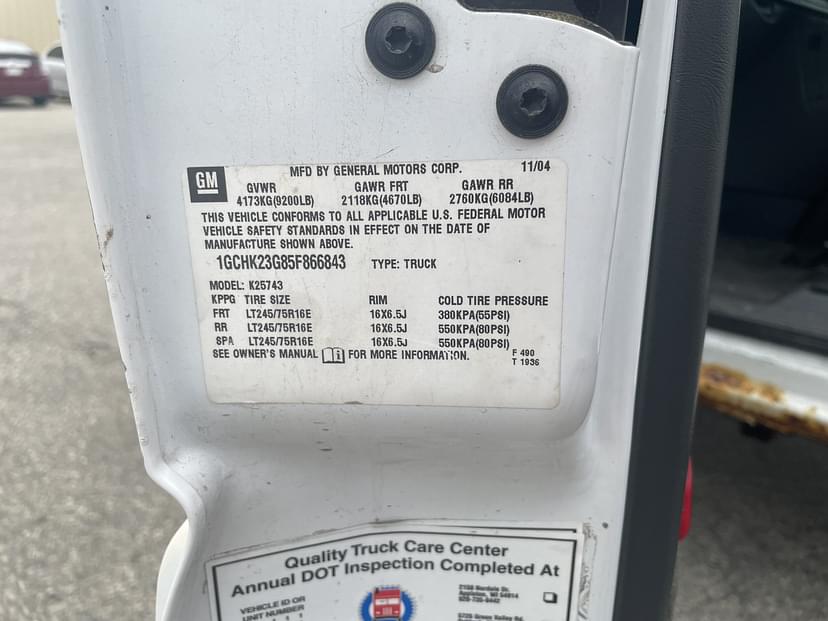 GM
MFD BY GENERAL MOTORS CORP. 11/04
GVWR GAWR FRT GAWR RR
4173KG(9200LB) 2118KG(4670LB) 2760KG(6084LB)
THIS VEHICLE CONFORMS TO ALL APPLICABLE U.S. FEDERAL MOTOR
VEHICLE SAFETY STANDARDS IN EFFECT ON THE DATE OF
MANUFACTURE SHOWN ABOVE.
1GCHK23G85F866843 TYPE: TRUCK
MODEL: K25743
KPPG TIRE SIZE RIM COLD TIRE PRESSURE
FRT LT245/75R16E 16X6.5J 380KPA(55PSI)
RR LT245/75R16E 16X6.5J 550KPA(80PSI)
SPA LT245/75R16E 16X6.5J 550KPA(80PSI)
SEE OWNER'S MANUAL FOR MORE INFORMATION. F 490
T 1936
Quality Truck Care Center
Annual DOT Inspection Completed At
VEHICLE ID OR
UNIT NUMBER
Appleton, WI 54914